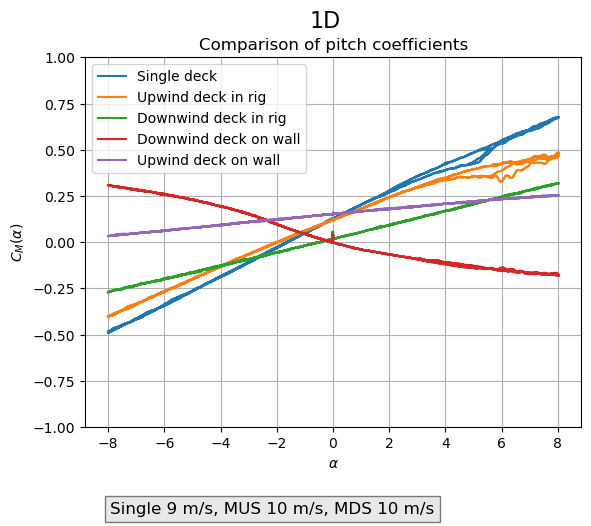 1D
Comparison of pitch coefficients
Single deck
Upwind deck in rig
Downwind deck in rig
Downwind deck on wall
Upwind deck on wall
1.00
0.75
0.50
0.25
0.00
−0.25
−0.50
−0.75
−1.00
C_M(α)
−8 −6 −4 −2 0 2 4 6 8
α
Single 9 m/s, MUS 10 m/s, MDS 10 m/s